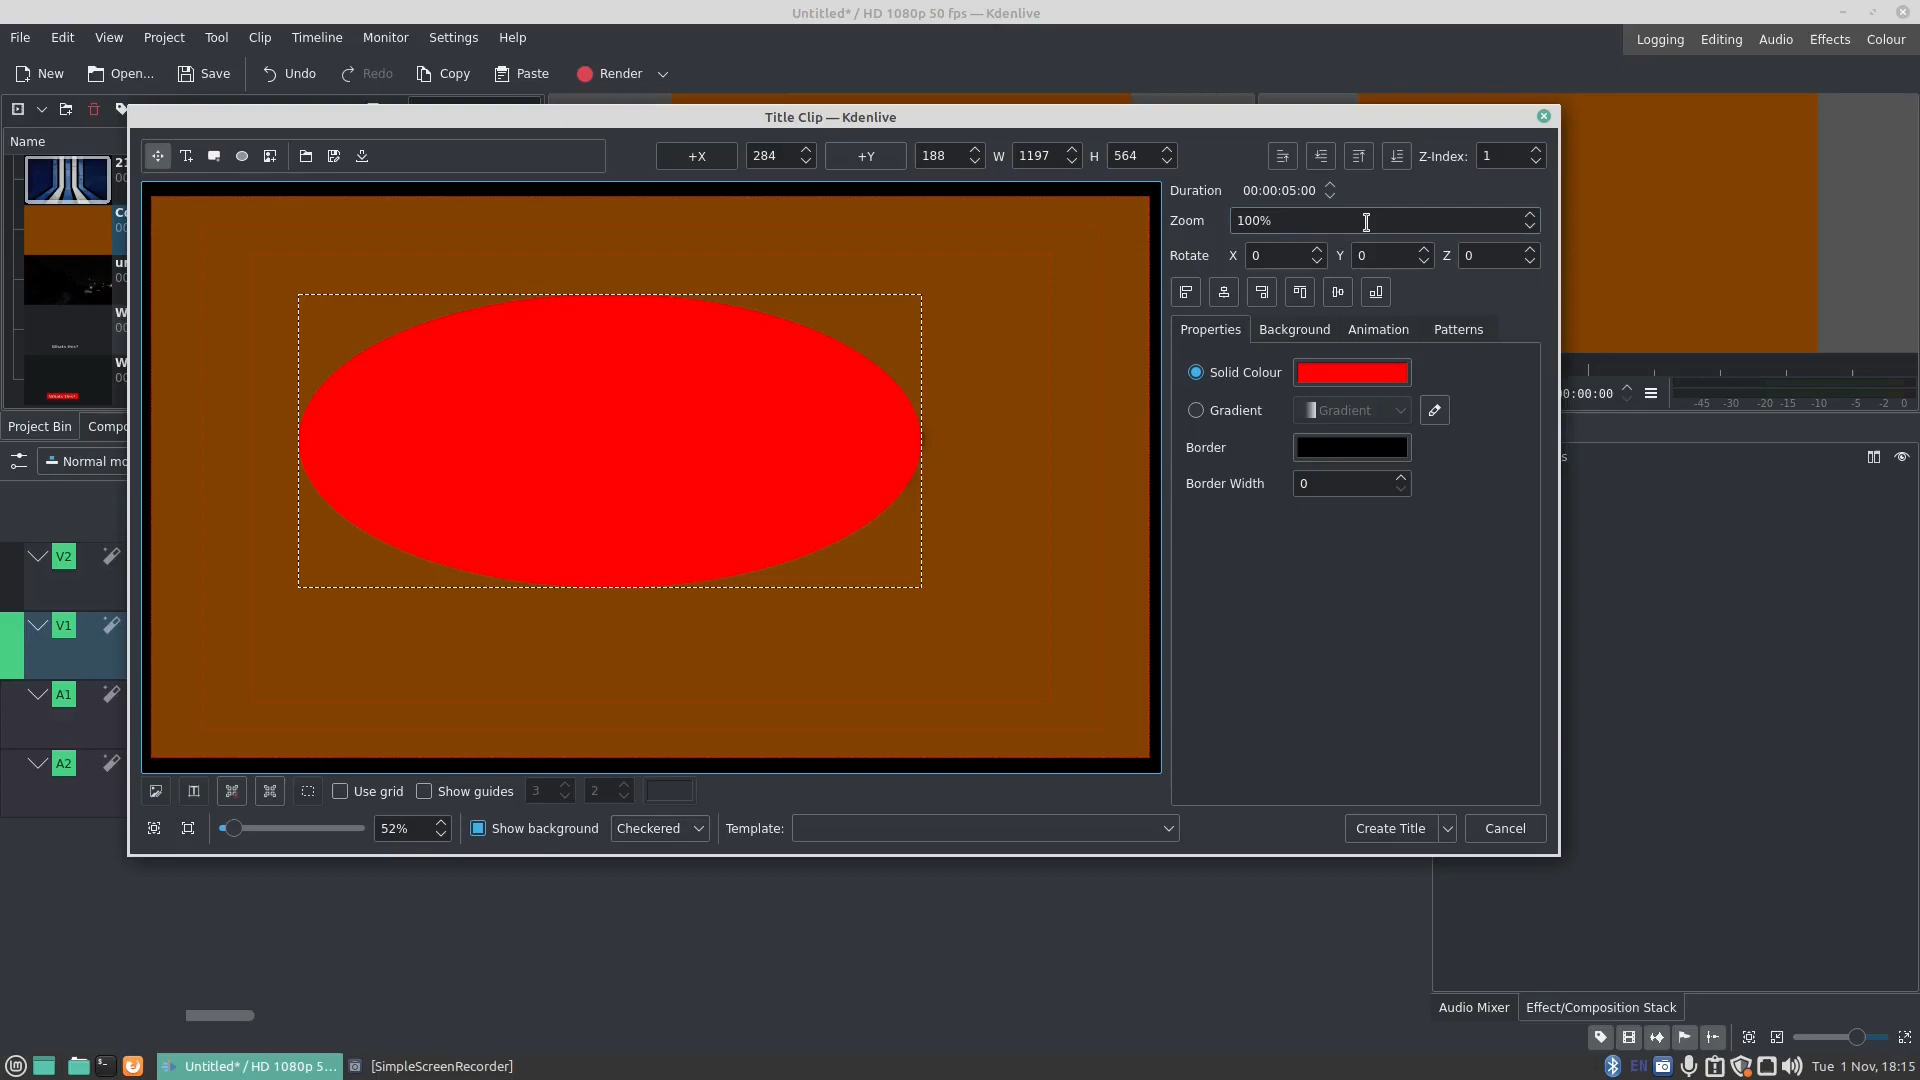 Untitled* / HD 1080p 50 fps — Kdenlive
File Edit View Project Tool Clip Timeline Monitor Settings Help
Logging Editing Audio Effects Colour
New Open... Save Undo Redo Copy Paste Render
Title Clip — Kdenlive
Name
+X 284 +Y 188 W 1197 H 564 Z-Index: 1
Duration 00:00:05:00
Zoom 100%
Rotate X 0 Y 0 Z 0
Properties Background Animation Patterns
Solid Colour
Gradient Gradient
Border
Border Width 0
:00:00:00
-45 -30 -20 -15 -10 -5 -2 0
Whats this?
Whats this?
Project Bin Compo
Normal mo
s
V2
V1
A1
A2
Use grid Show guides 3 2
52% Show background Checkered Template: Create Title Cancel
Audio Mixer Effect/Composition Stack
Untitled* / HD 1080p 5... [SimpleScreenRecorder] EN Tue 1 Nov, 18:15